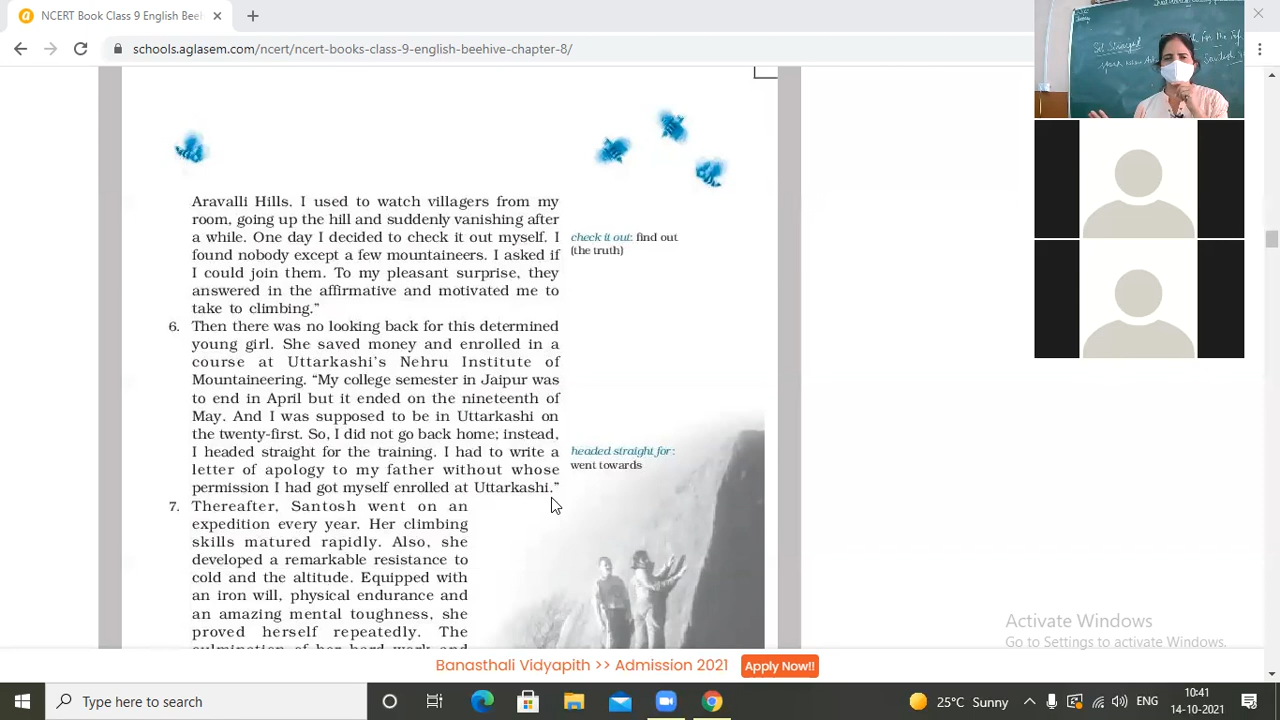 NCERT Book Class 9 English Beeh
schools.aglasem.com/ncert/ncert-books-class-9-english-beehive-chapter-8/
Set Straight
Aravalli Hills. I used to watch villagers from my
room, going up the hill and suddenly vanishing after
a while. One day I decided to check it out myself. I
found nobody except a few mountaineers. I asked if
I could join them. To my pleasant surprise, they
answered in the affirmative and motivated me to
take to climbing.”
check it out: find out
(the truth)
6. Then there was no looking back for this determined
young girl. She saved money and enrolled in a
course at Uttarkashi’s Nehru Institute of
Mountaineering. “My college semester in Jaipur was
to end in April but it ended on the nineteenth of
May. And I was supposed to be in Uttarkashi on
the twenty-first. So, I did not go back home; instead,
I headed straight for the training. I had to write a
letter of apology to my father without whose
permission I had got myself enrolled at Uttarkashi.”
headed straight for:
went towards
7. Thereafter, Santosh went on an
expedition every year. Her climbing
skills matured rapidly. Also, she
developed a remarkable resistance to
cold and the altitude. Equipped with
an iron will, physical endurance and
an amazing mental toughness, she
proved herself repeatedly. The
culmination of her hard work and
Activate Windows
Go to Settings to activate Windows.
Banasthali Vidyapith >> Admission 2021 Apply Now!!
Type here to search
25°C Sunny
ENG
10:41
14-10-2021